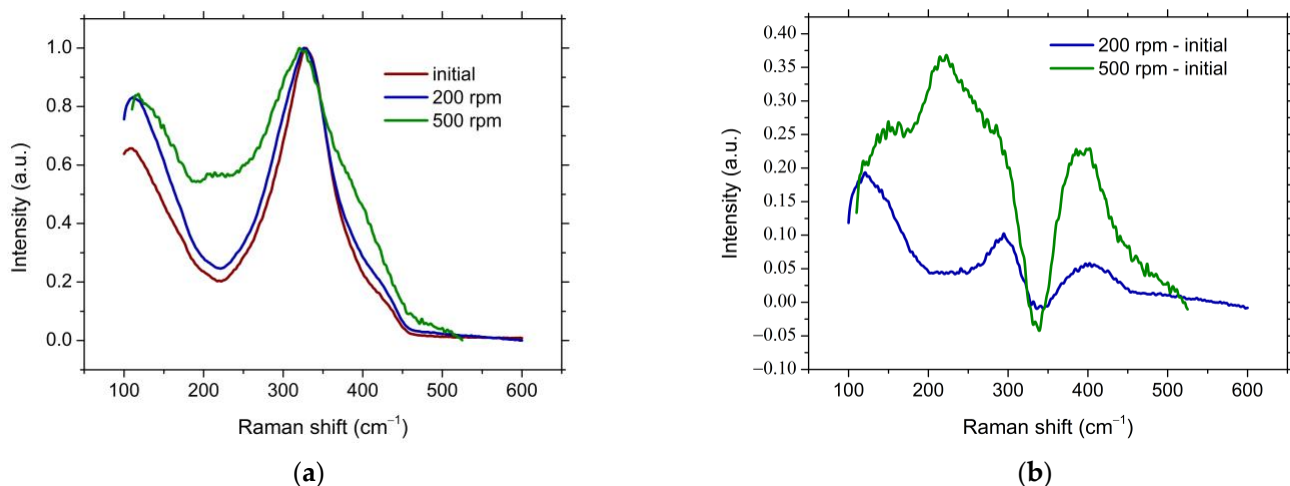 1.0
0.8
0.6
0.4
0.2
0.0
Intensity (a.u.)
initial
200 rpm
500 rpm
100 200 300 400 500 600
Raman shift (cm⁻¹)
(a)
0.40
0.35
0.30
0.25
0.20
0.15
0.10
0.05
0.00
−0.05
−0.10
Intensity (a.u.)
200 rpm - initial
500 rpm - initial
100 200 300 400 500 600
Raman shift (cm⁻¹)
(b)